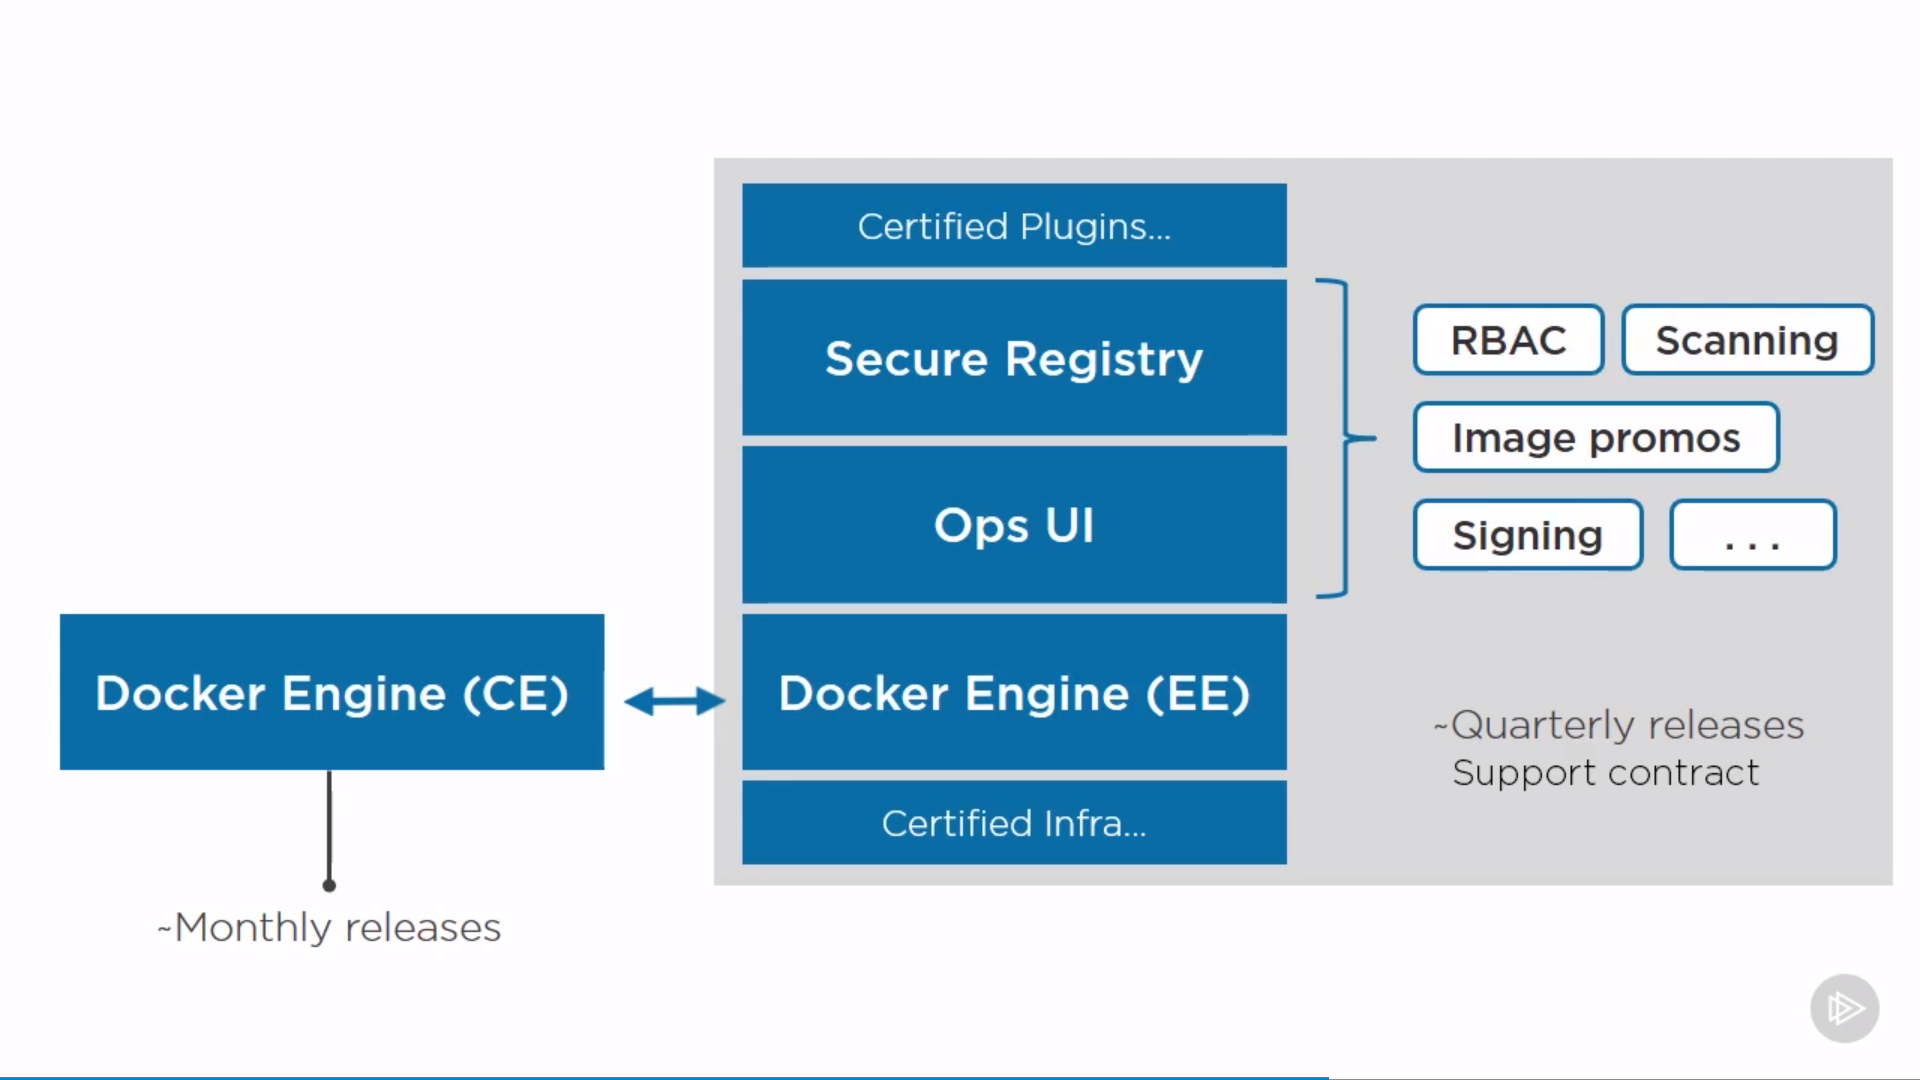 Certified Plugins...
Secure Registry
Ops UI
Docker Engine (EE)
Certified Infra...
RBAC
Scanning
Image promos
Signing
...
~Quarterly releases
Support contract
Docker Engine (CE)
~Monthly releases